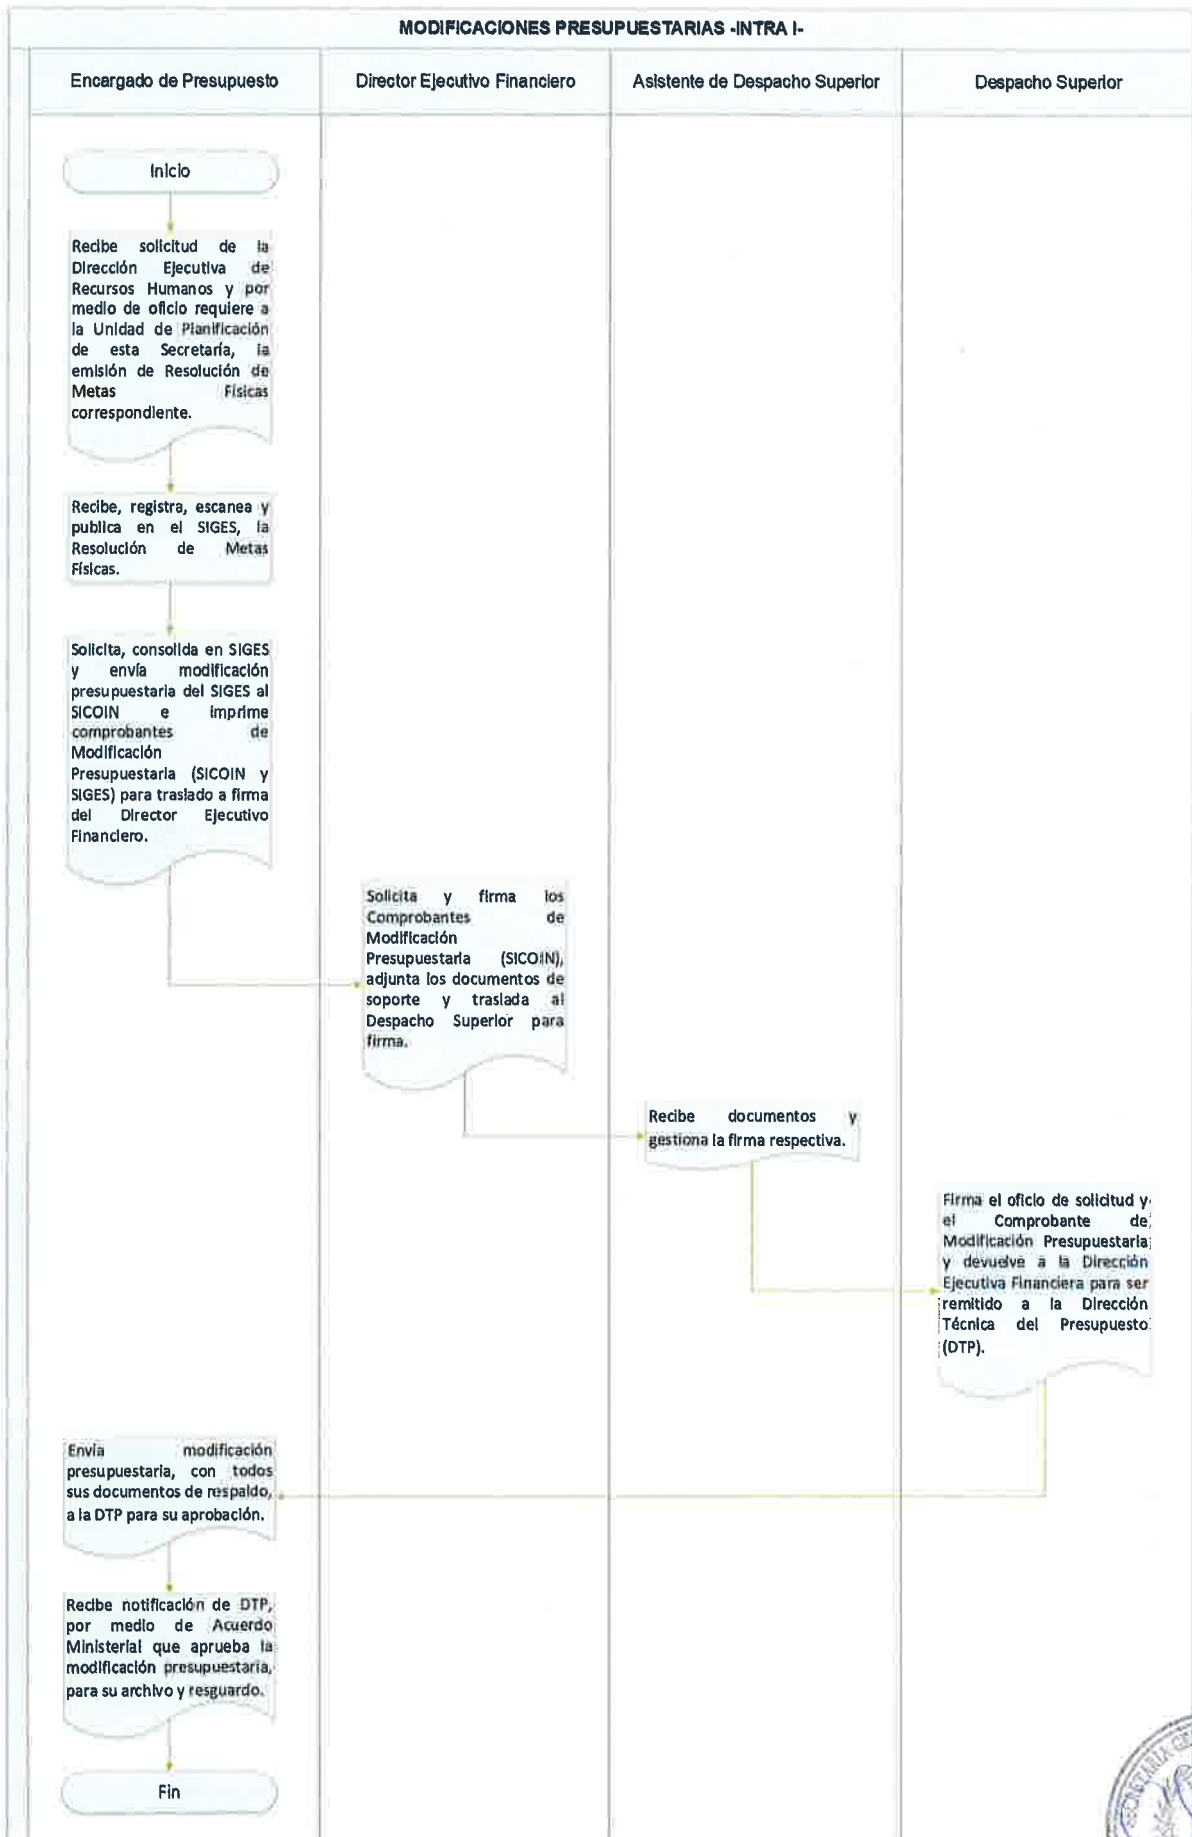 MODIFICACIONES PRESUPUESTARIAS -INTRA I-
Encargado de Presupuesto
Director Ejecutivo Financiero
Asistente de Despacho Superior
Despacho Superior
Inicio
Recibe solicitud de la
Dirección Ejecutiva de
Recursos Humanos y por
medio de oficio requiere a
la Unidad de Planificación
de esta Secretaría, la
emisión de Resolución de
Metas Físicas
correspondiente.
Recibe, registra, escanea y
publica en el SIGES, la
Resolución de Metas
Físicas.
Solicita, consolida en SIGES
y envía modificación
presupuestaria del SIGES al
SICOIN e imprime
comprobantes de
Modificación
Presupuestaria (SICOIN y
SIGES) para traslado a firma
del Director Ejecutivo
Financiero.
Solicita y firma los
Comprobantes de
Modificación
Presupuestaria (SICOIN),
adjunta los documentos de
soporte y traslada al
Despacho Superior para
firma.
Recibe documentos y
gestiona la firma respectiva.
Firma el oficio de solicitud y
el Comprobante de
Modificación Presupuestaria
y devuelve a la Dirección
Ejecutiva Financiera para ser
remitido a la Dirección
Técnica del Presupuesto
(DTP).
Envía modificación
presupuestaria, con todos
sus documentos de respaldo,
a la DTP para su aprobación.
Recibe notificación de DTP,
por medio de Acuerdo
Ministerial que aprueba la
modificación presupuestaria,
para su archivo y resguardo.
Fin